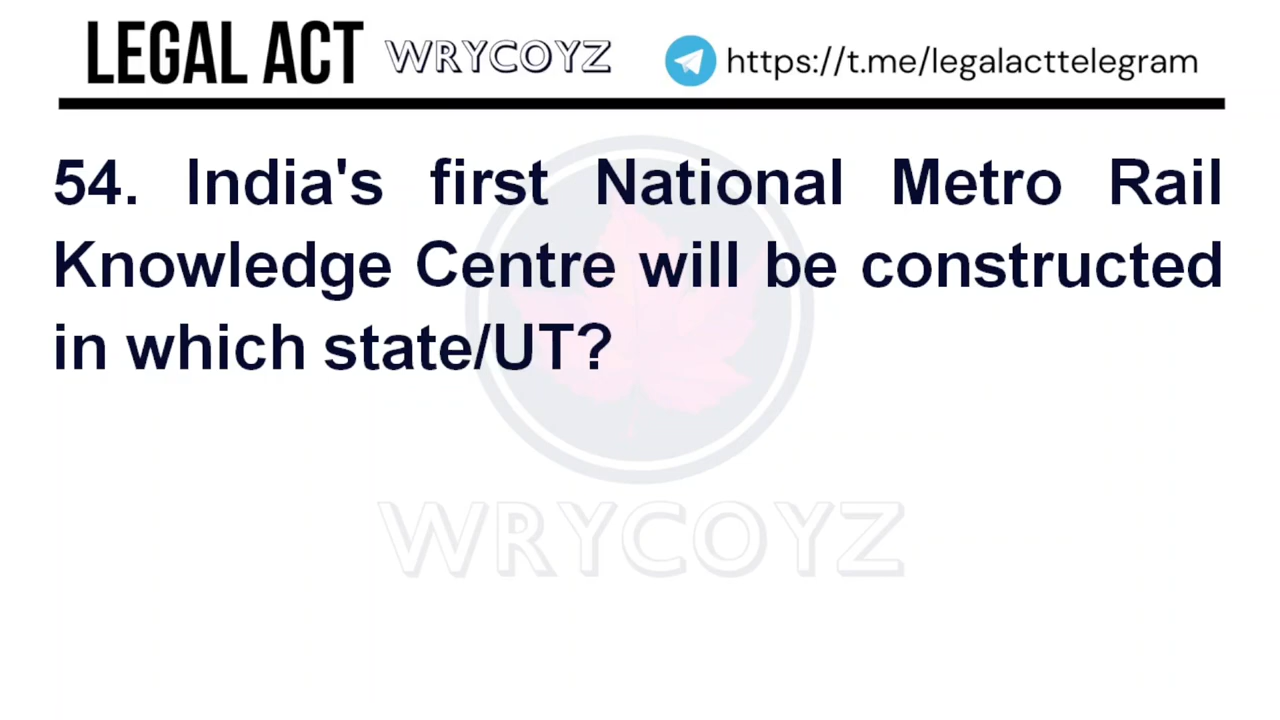 LEGAL ACT WRYCOYZ https://t.me/legalacttelegram
54. India's first National Metro Rail
Knowledge Centre will be constructed
in which state/UT?
WRYCOYZ